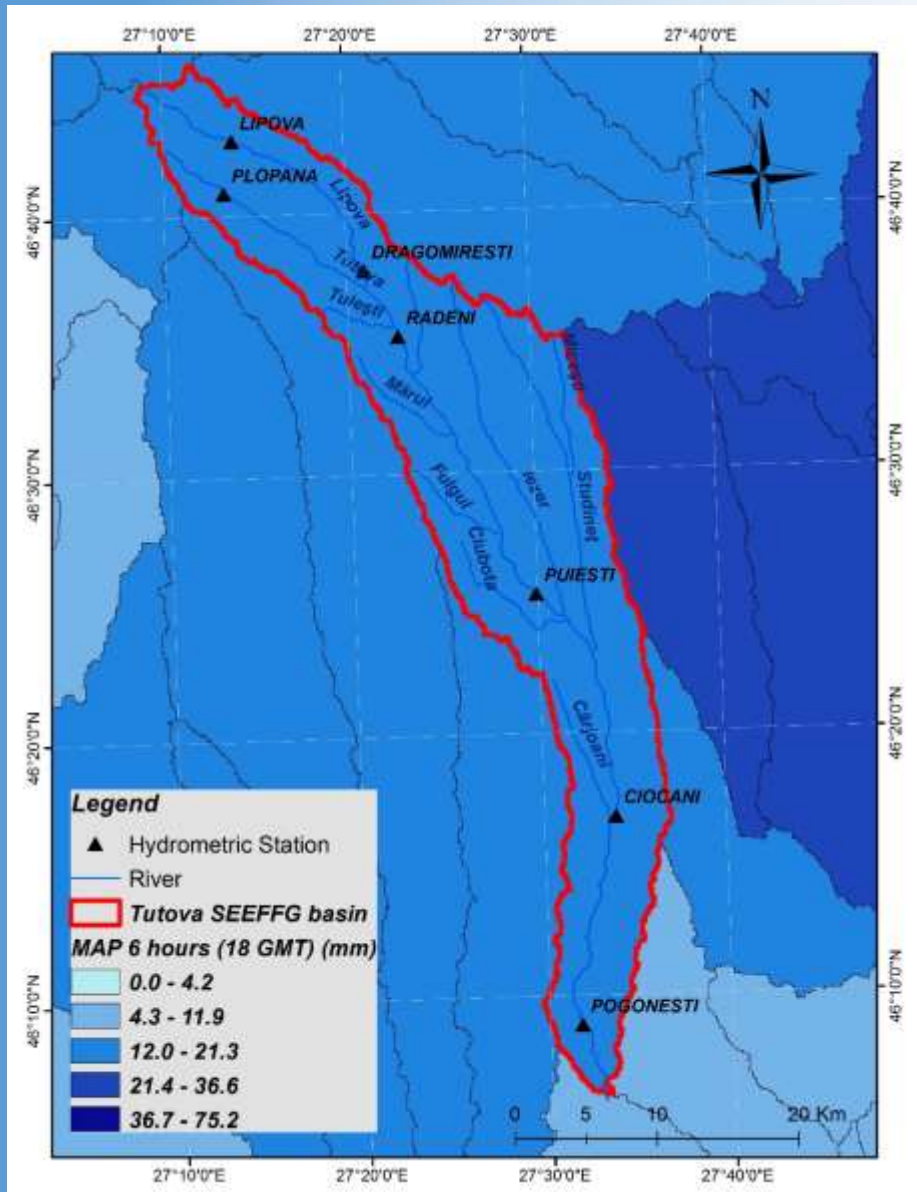 27°10'0"E 27°20'0"E 27°30'0"E 27°40'0"E
N
LIPOVA
PLOPANA
46°40'0"N
46°40'0"N
Lipova
DRAGOMIRESTI
Tutova
Tulești
RADENI
Mărul
46°30'0"N
46°30'0"N
Iezer
Studineț
Fulgul
Ciubota
PUIESTI
46°20'0"N
46°20'0"N
Cârjoani
CIOCANI
Legend
Hydrometric Station
River
Tutova SEEFFG basin
MAP 6 hours (18 GMT) (mm)
0.0 - 4.2
4.3 - 11.9
12.0 - 21.3
21.4 - 36.6
36.7 - 75.2
46°10'0"N
46°10'0"N
POGONESTI
0 5 10 20 Km
27°10'0"E 27°20'0"E 27°30'0"E 27°40'0"E